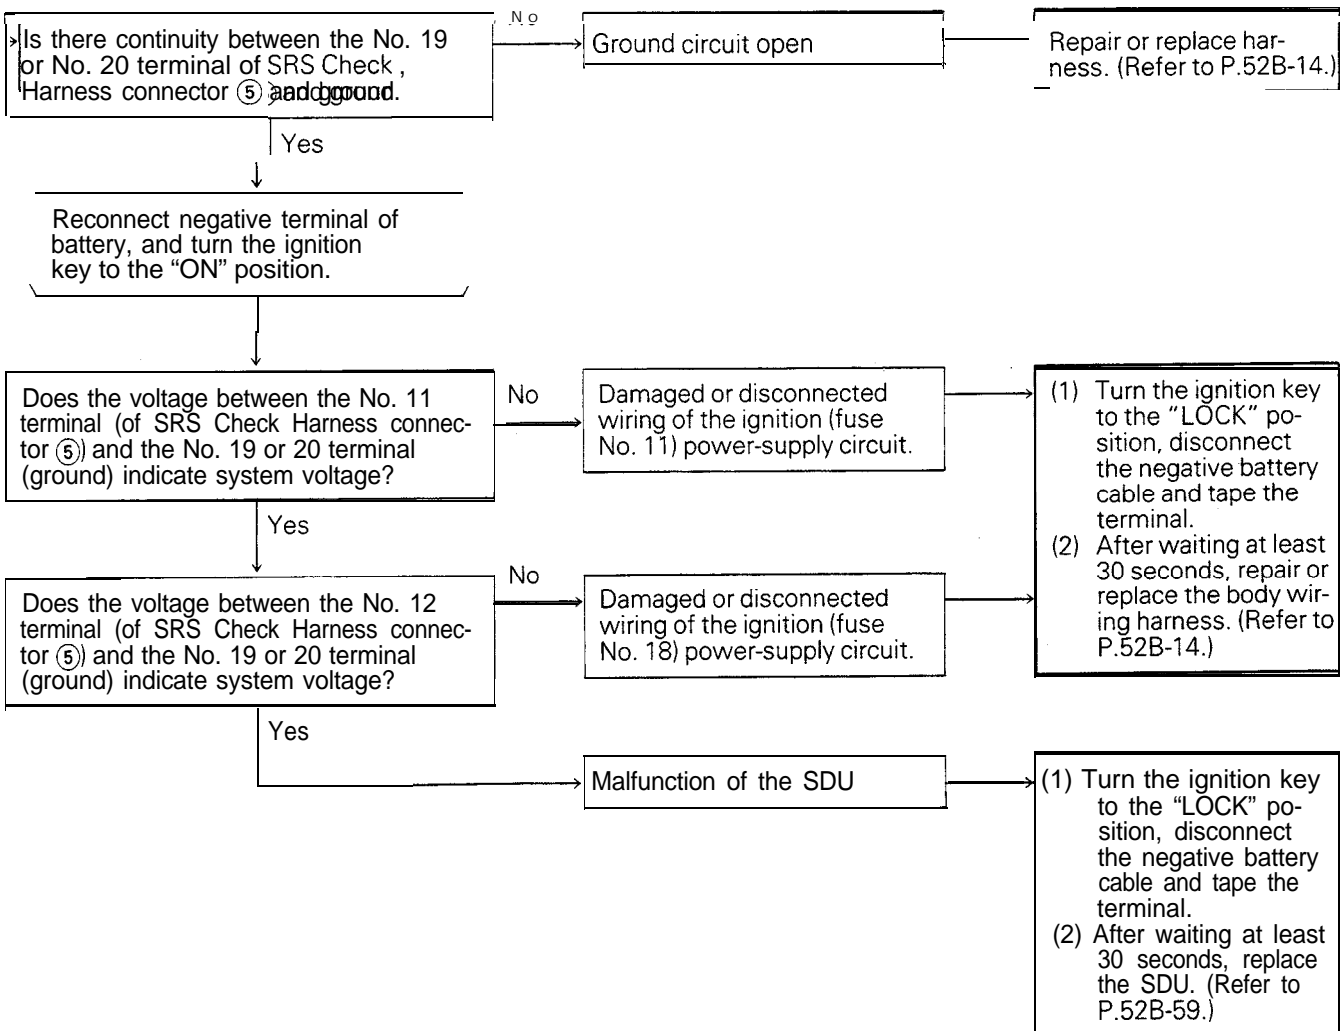 Is there continuity between the No. 19
or No. 20 terminal of SRS Check ,
Harness connector ⑤ and ground.
No
Ground circuit open
Repair or replace har-
ness. (Refer to P.52B-14.)
Yes
Reconnect negative terminal of
battery, and turn the ignition
key to the “ON” position.
Does the voltage between the No. 11
terminal (of SRS Check Harness connec-
tor ⑤) and the No. 19 or 20 terminal
(ground) indicate system voltage?
No
Damaged or disconnected
wiring of the ignition (fuse
No. 11) power-supply circuit.
(1) Turn the ignition key
to the “LOCK” po-
sition, disconnect
the negative battery
cable and tape the
terminal.
(2) After waiting at least
30 seconds, repair or
replace the body wir-
ing harness. (Refer to
P.52B-14.)
Yes
Does the voltage between the No. 12
terminal (of SRS Check Harness connec-
tor ⑤) and the No. 19 or 20 terminal
(ground) indicate system voltage?
No
Damaged or disconnected
wiring of the ignition (fuse
No. 18) power-supply circuit.
Yes
Malfunction of the SDU
(1) Turn the ignition key
to the “LOCK” po-
sition, disconnect
the negative battery
cable and tape the
terminal.
(2) After waiting at least
30 seconds, replace
the SDU. (Refer to
P.52B-59.)